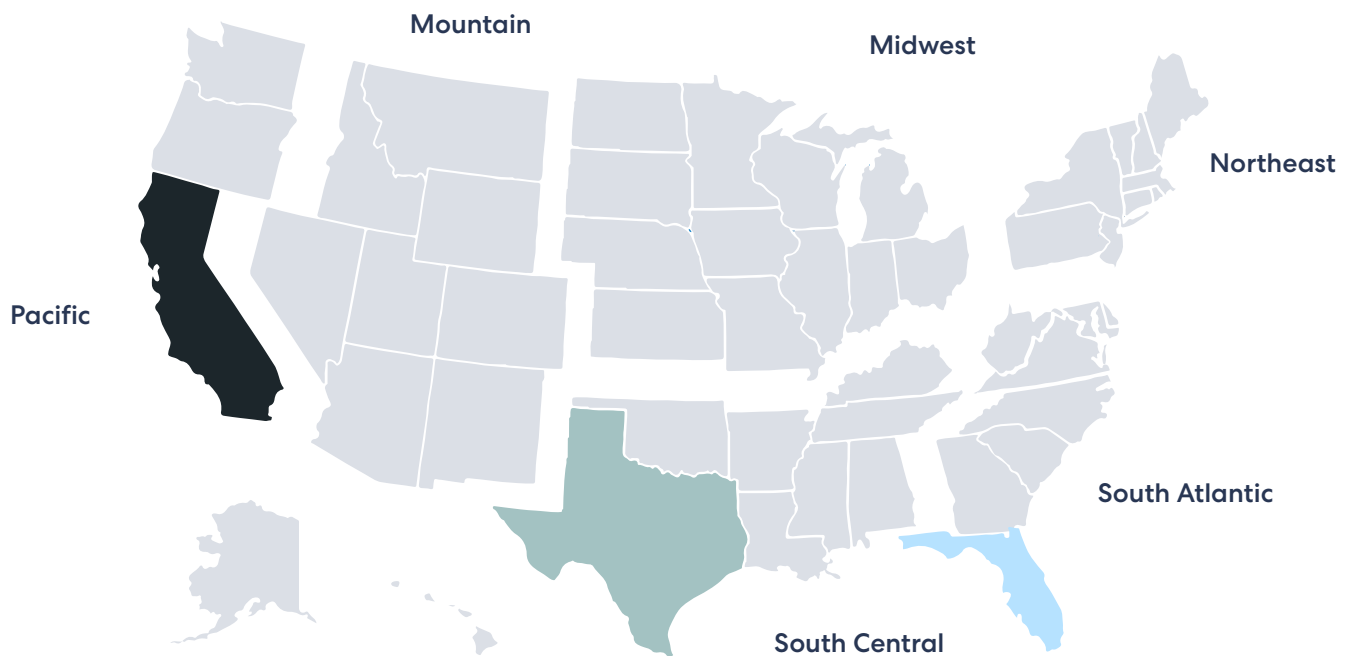 Mountain
Midwest
Northeast
Pacific
South Atlantic
South Central